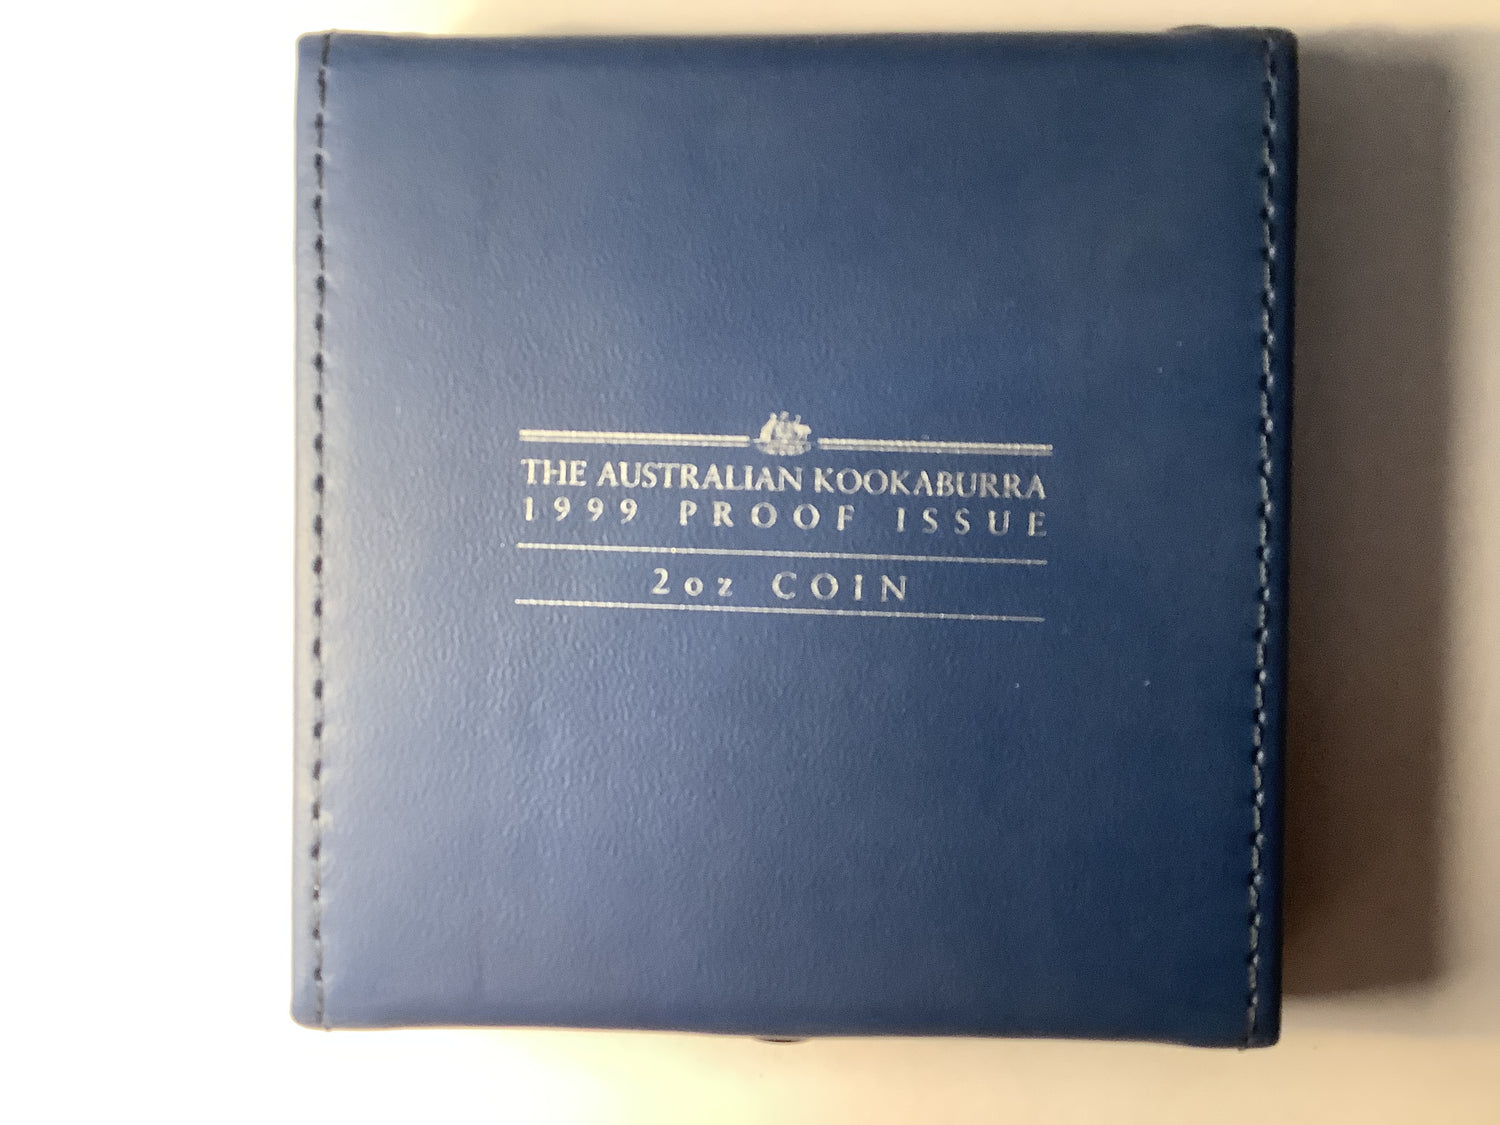 THE AUSTRALIAN KOOKABURRA
1999 PROOF ISSUE
2oz COIN